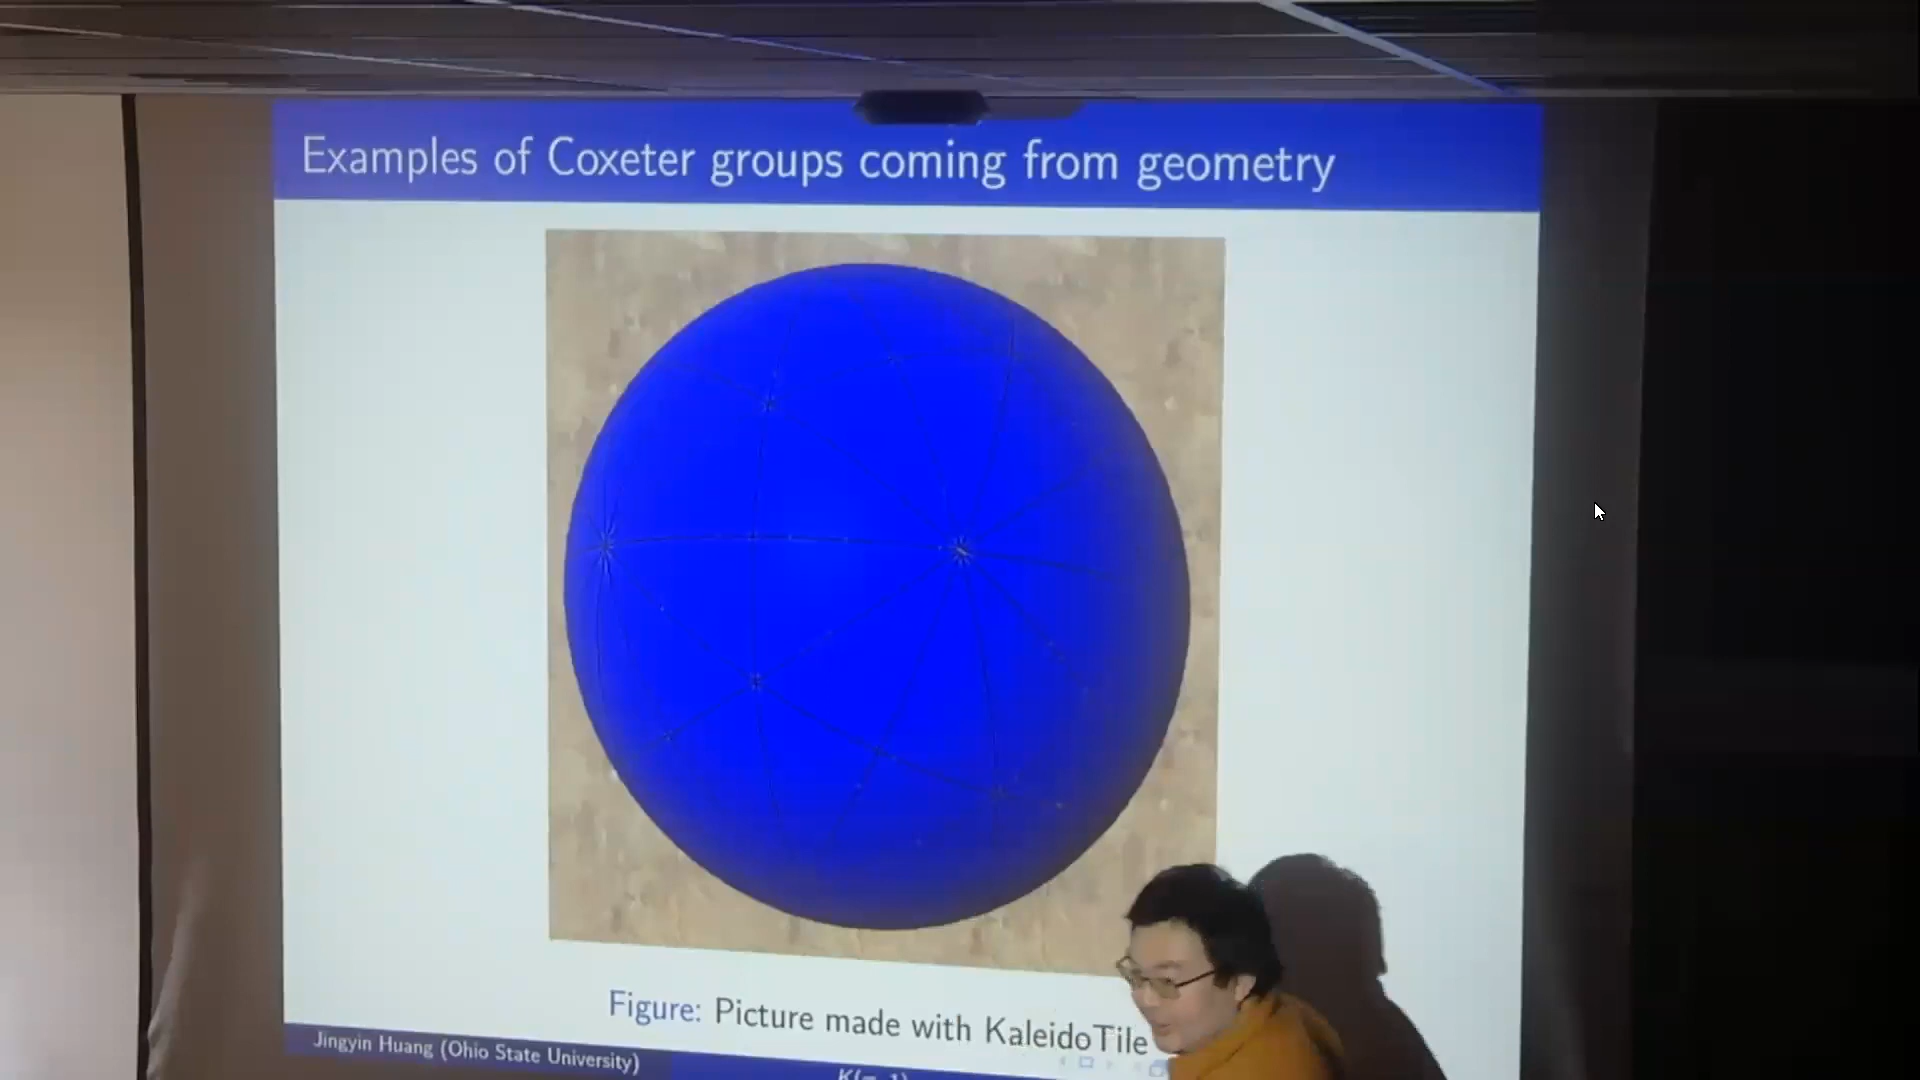 Examples of Coxeter groups coming from geometry
Figure: Picture made with KaleidoTile
Jingyin Huang (Ohio State University)